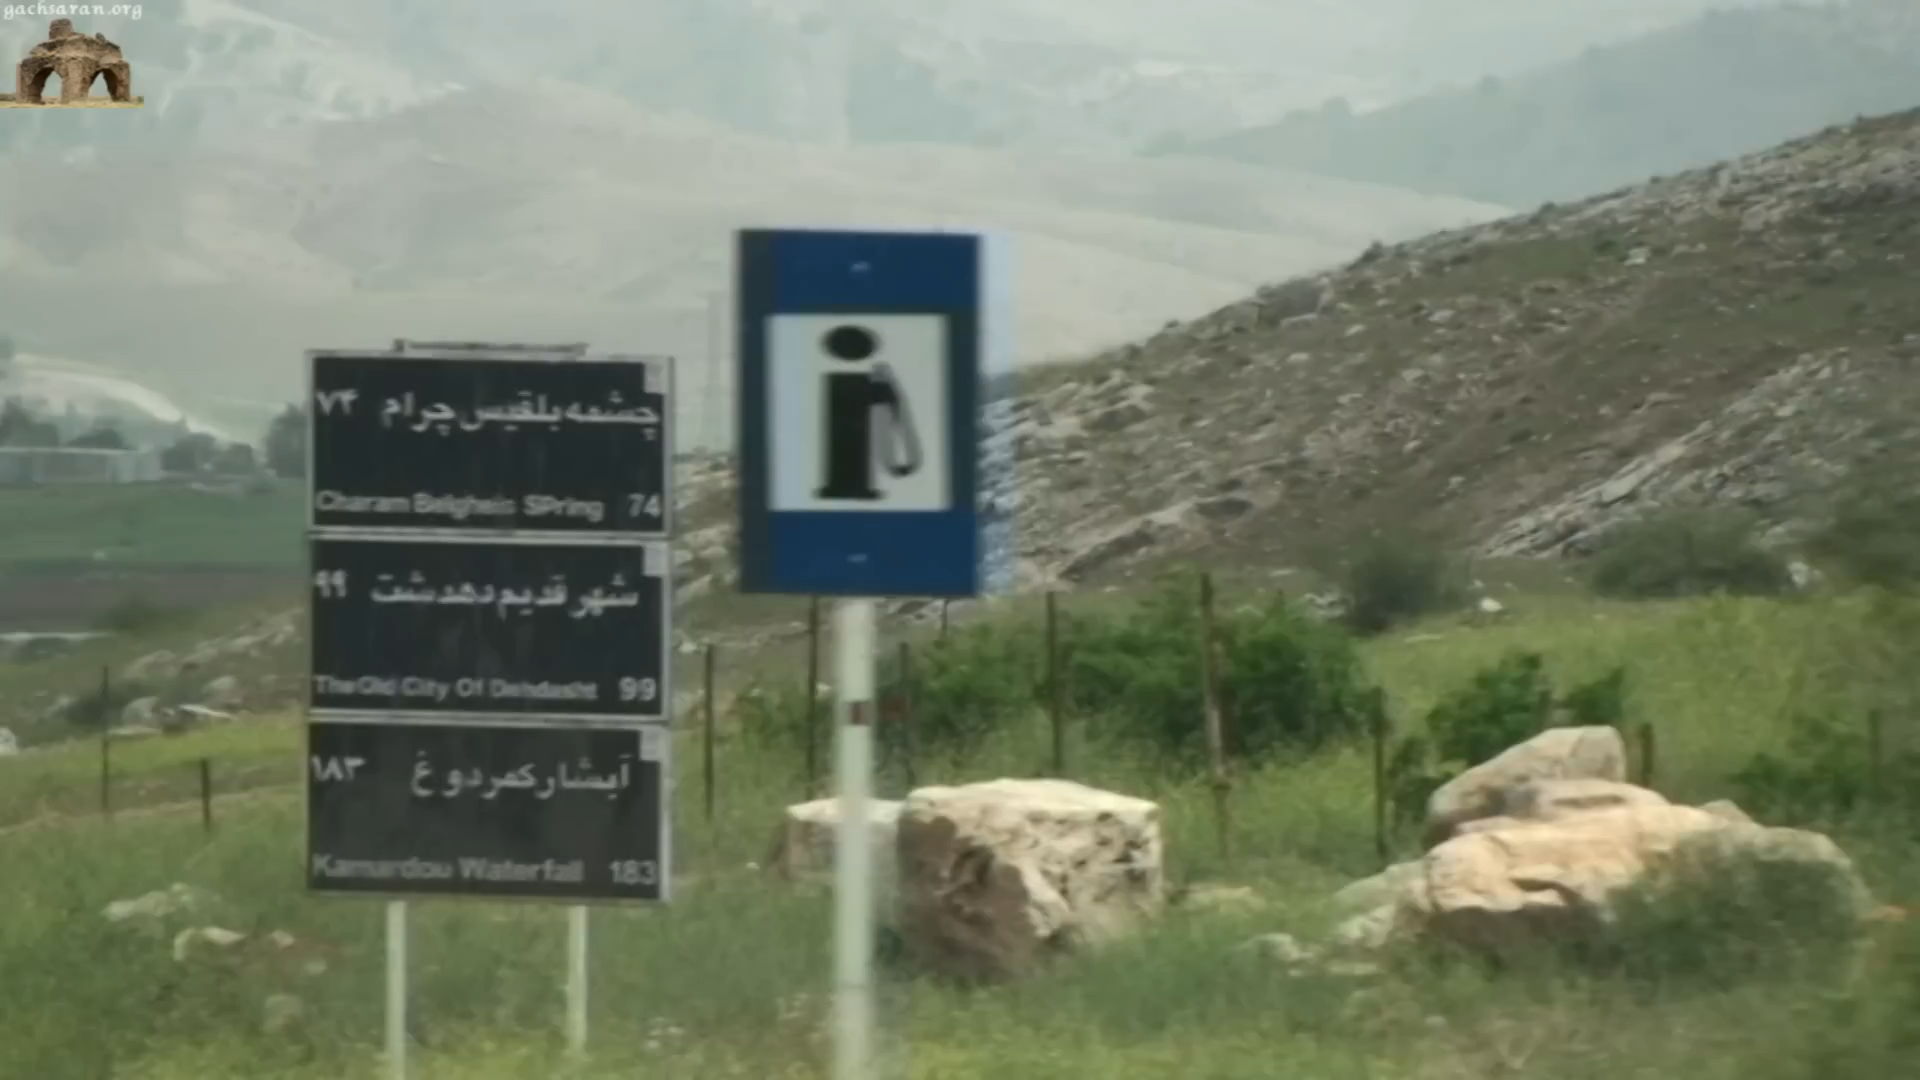 gachsaran.org
چشمه بلقیس چرام ۷۴
Charam Belgheis SPring 74
شهر قدیم دهدشت ۹۹
The Old City Of Dehdasht 99
آبشار کمردوغ ۱۸۳
Kamardou Waterfall 183